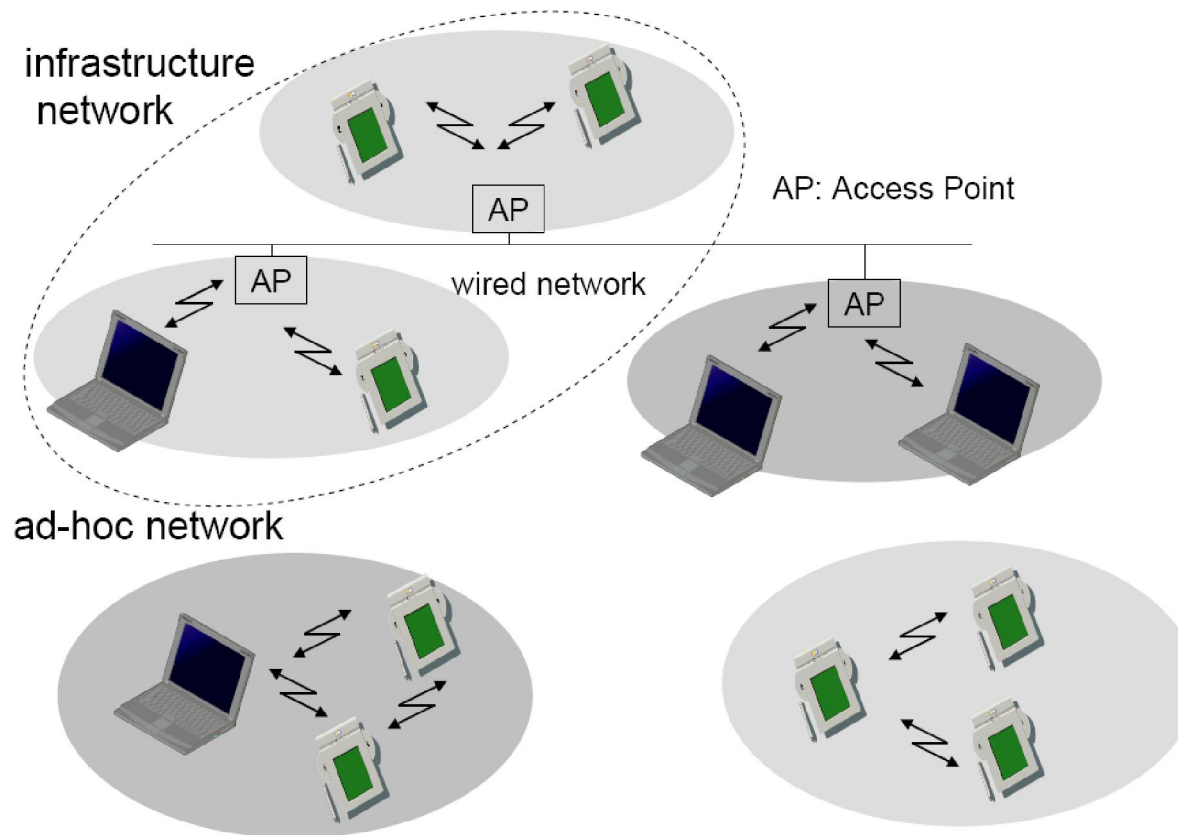 infrastructure
network
AP
AP: Access Point
AP
wired network
AP
ad-hoc network